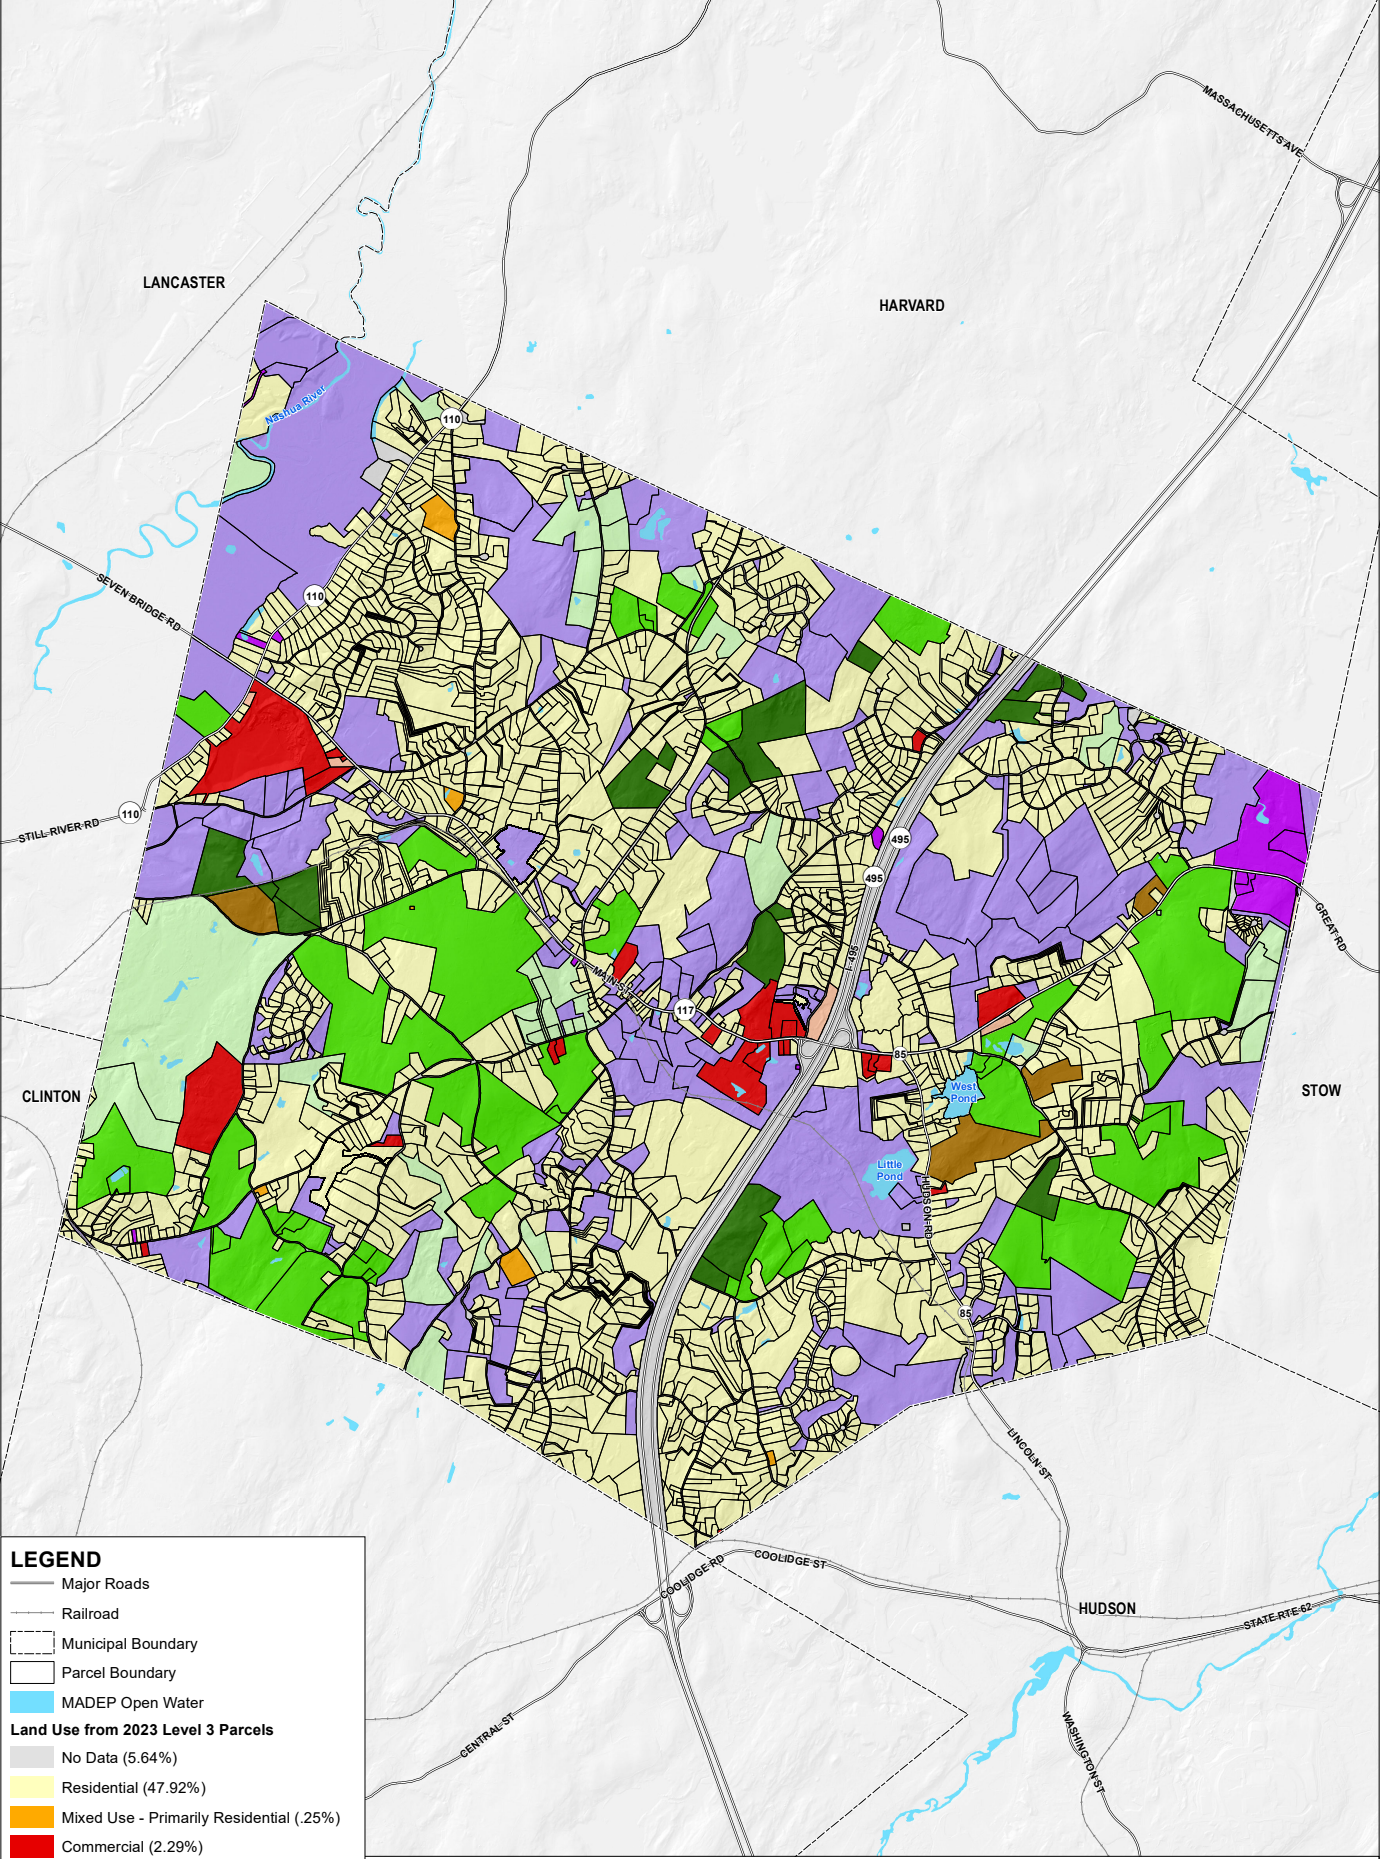 MASSACHUSETTS AVE
LANCASTER
HARVARD
Nashua River
110
SEVEN BRIDGE RD
110
110
STILL RIVER RD
495
495
GREAT RD
I-495
MAIN ST
117
85
CLINTON
West
Pond
STOW
Little
Pond
HUDSON RD
85
LINCOLN ST
COOLIDGE RD
COOLIDGE ST
HUDSON
STATE RTE 62
CENTRAL ST
WASHINGTON ST
LEGEND
Major Roads
Railroad
Municipal Boundary
Parcel Boundary
MADEP Open Water
Land Use from 2023 Level 3 Parcels
No Data (5.64%)
Residential (47.92%)
Mixed Use - Primarily Residential (.25%)
Commercial (2.29%)